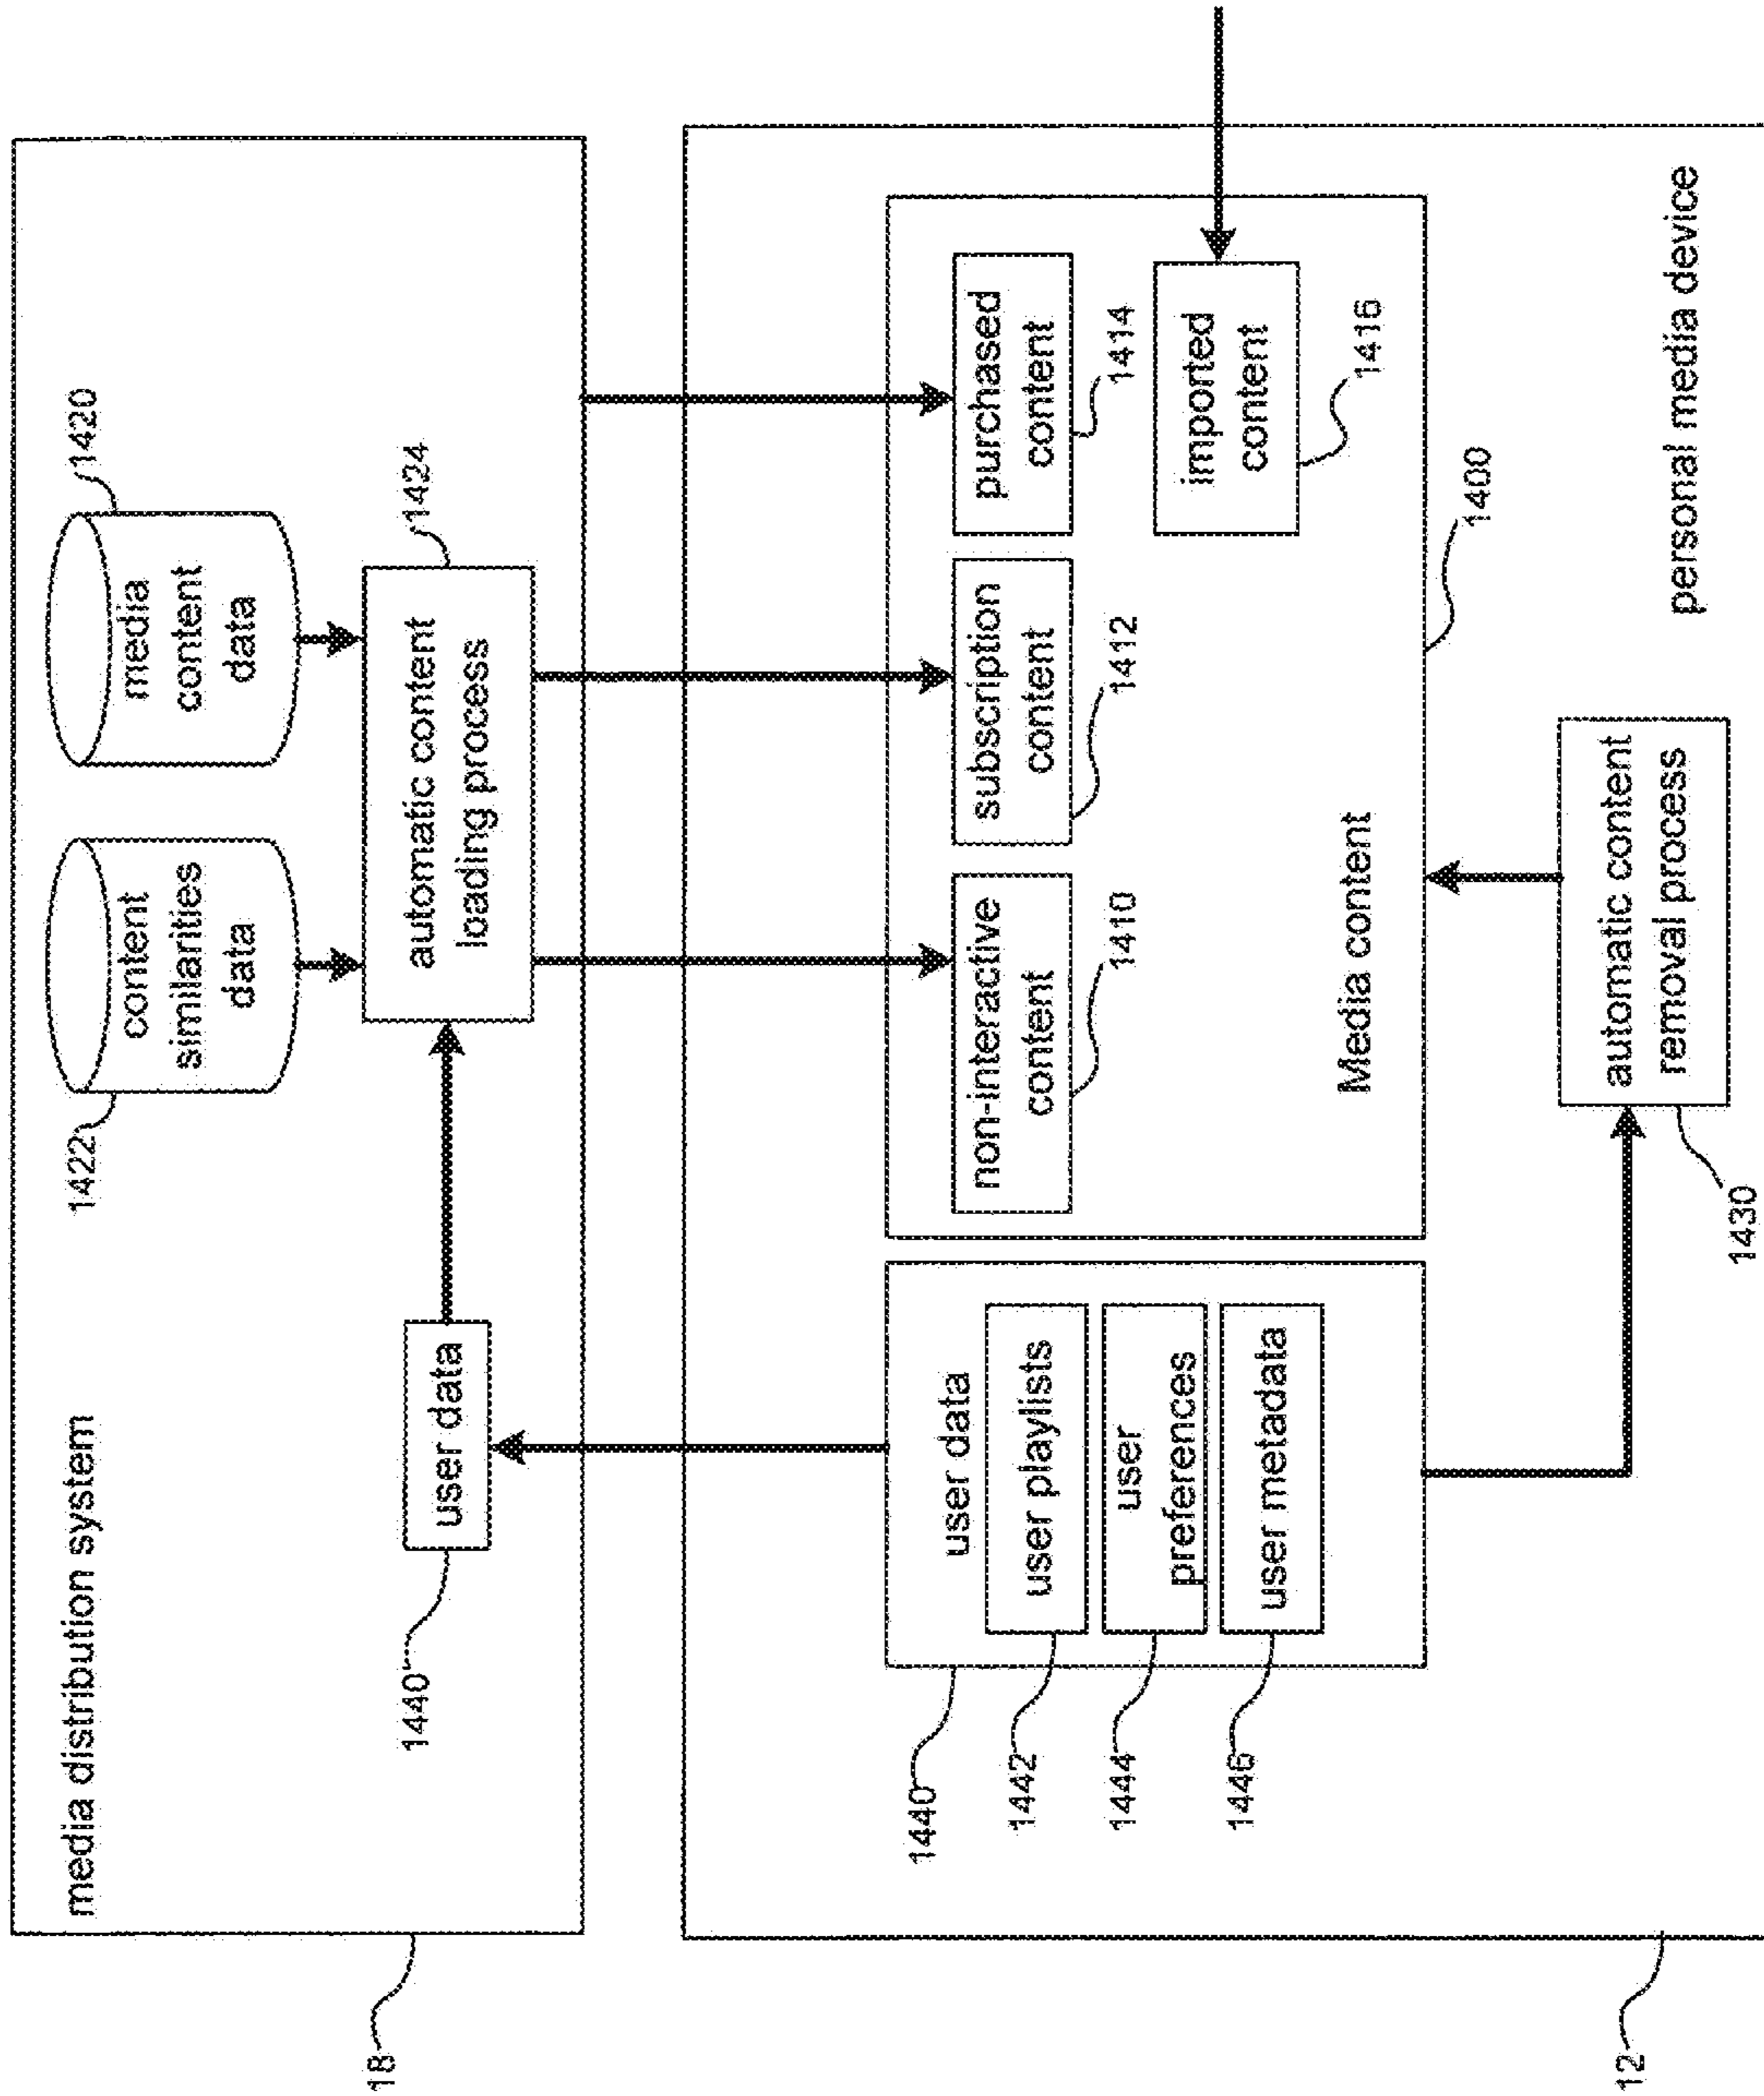 media distribution system
18
1422
content
similarities
data
media
content
data
1420
1440'
user data
automatic content
loading process
1424
1440
1442
1444
1446
user data
user playlists
user
preferences
user metadata
non-interactive
content
1410
subscription
content
1412
purchased
content
1414
imported
content
1416
Media content
1400
automatic content
removal process
1430
personal media device
12